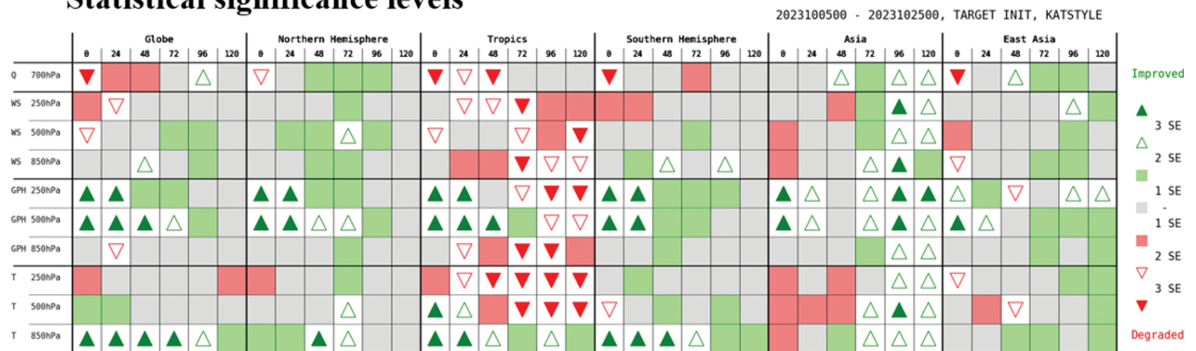 Statistical significance levels
2023100500 - 2023102500, TARGET INIT, KATSTYLE
Globe Northern Hemisphere Tropics Southern Hemisphere Asia East Asia
0 24 48 72 96 120 0 24 48 72 96 120 0 24 48 72 96 120 0 24 48 72 96 120 0 24 48 72 96 120 0 24 48 72 96 120
Q 700hPa
WS 250hPa
WS 500hPa
WS 850hPa
GPH 250hPa
GPH 500hPa
GPH 850hPa
T 250hPa
T 500hPa
T 850hPa
Improved
3 SE
2 SE
1 SE
-
1 SE
2 SE
3 SE
Degraded